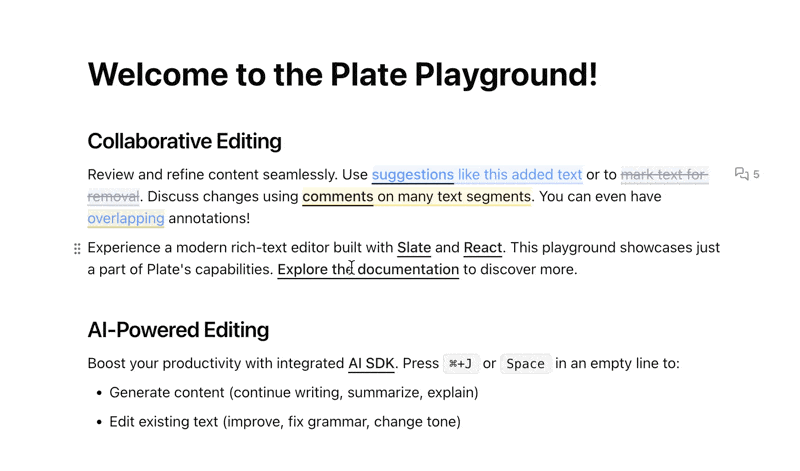 Welcome to the Plate Playground!
Collaborative Editing
Review and refine content seamlessly. Use suggestions like this added text or to mark text for
5
removal. Discuss changes using comments on many text segments. You can even have
overlapping annotations!
Experience a modern rich-text editor built with Slate and React. This playground showcases just
a part of Plate's capabilities. Explore the documentation to discover more.
AI-Powered Editing
Boost your productivity with integrated AI SDK. Press ⌘+J or Space in an empty line to:
• Generate content (continue writing, summarize, explain)
• Edit existing text (improve, fix grammar, change tone)